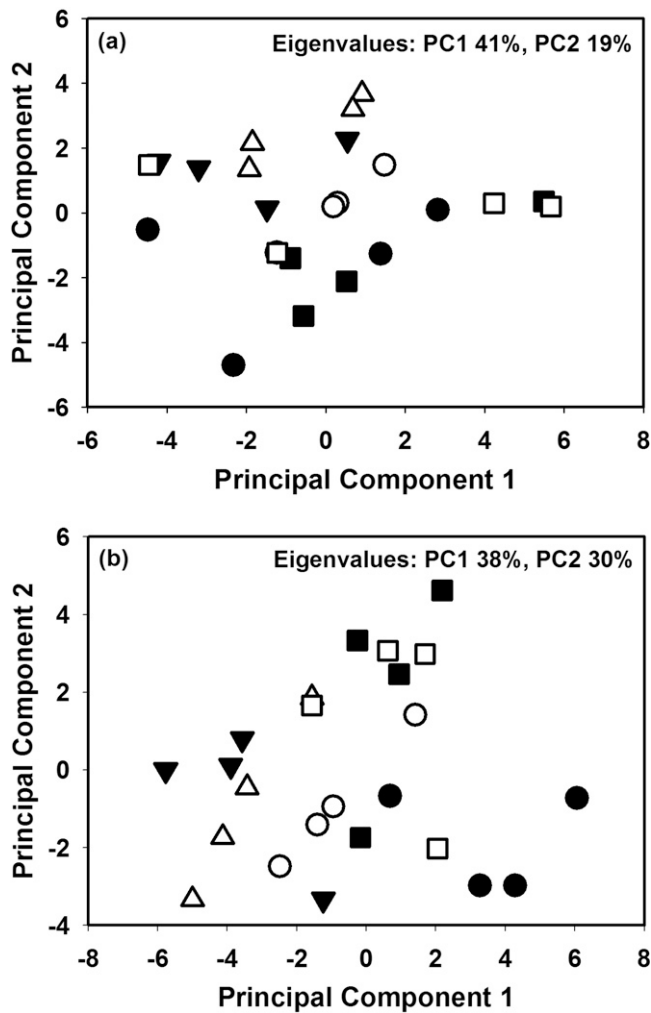 (a)
Eigenvalues: PC1 41%, PC2 19%
Principal Component 2
6
4
2
0
-2
-4
-6
-6 -4 -2 0 2 4 6 8
Principal Component 1
(b)
Eigenvalues: PC1 38%, PC2 30%
Principal Component 2
6
4
2
0
-2
-4
-8 -6 -4 -2 0 2 4 6 8
Principal Component 1